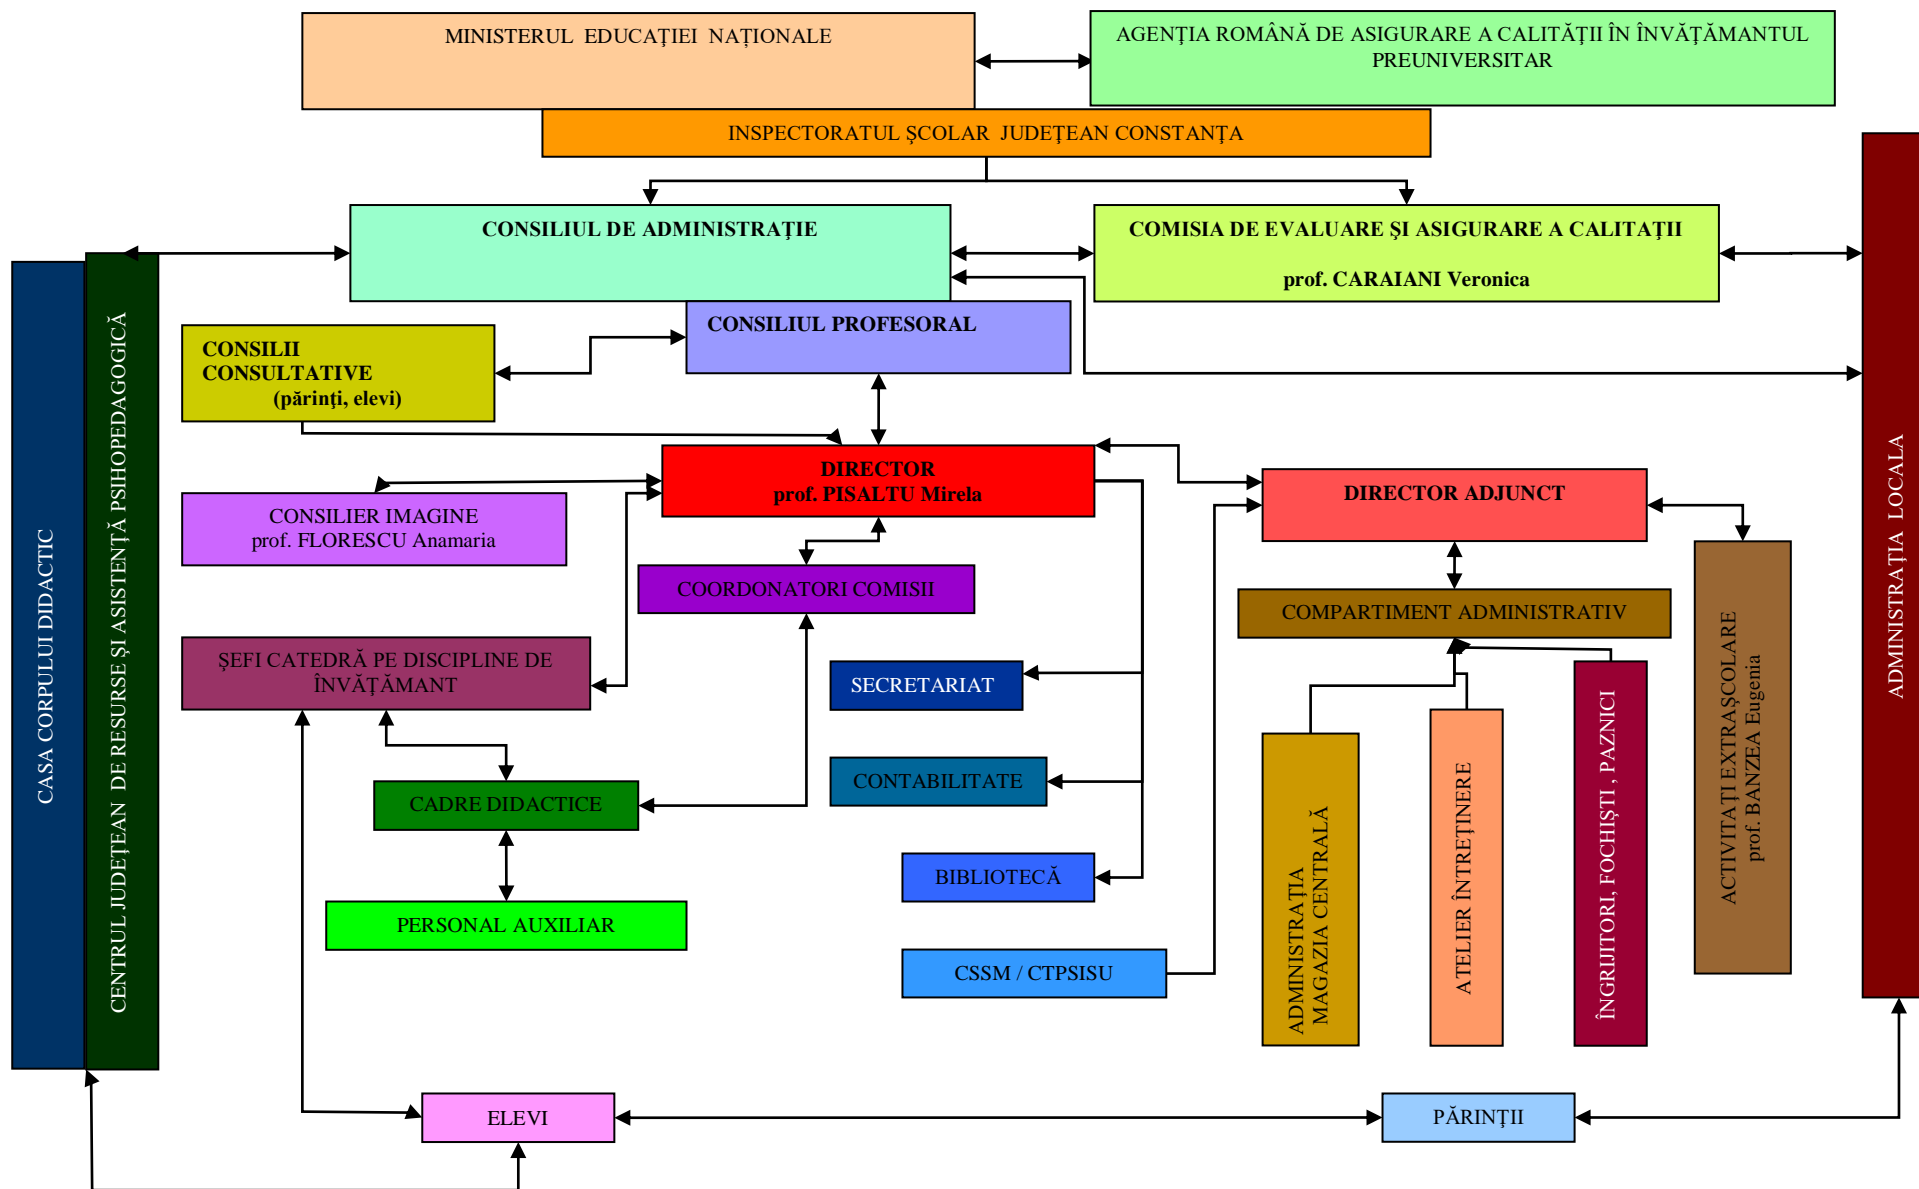 MINISTERUL EDUCAŢIEI NAȚIONALE
AGENŢIA ROMÂNĂ DE ASIGURARE A CALITĂŢII ÎN ÎNVĂŢĂMANTUL
PREUNIVERSITAR
INSPECTORATUL ŞCOLAR JUDEŢEAN CONSTANŢA
CONSILIUL DE ADMINISTRAŢIE
COMISIA DE EVALUARE ŞI ASIGURARE A CALITAŢII
prof. CARAIANI Veronica
CONSILIUL PROFESORAL
CONSILII
CONSULTATIVE
(părinţi, elevi)
DIRECTOR
prof. PISALTU Mirela
DIRECTOR ADJUNCT
CONSILIER IMAGINE
prof. FLORESCU Anamaria
COORDONATORI COMISII
COMPARTIMENT ADMINISTRATIV
ŞEFI CATEDRĂ PE DISCIPLINE DE
ÎNVĂŢĂMANT
SECRETARIAT
CONTABILITATE
CADRE DIDACTICE
BIBLIOTECĂ
PERSONAL AUXILIAR
CSSM / CTPSISU
ADMINISTRAŢIA
MAGAZIA CENTRALĂ
ATELIER ÎNTREŢINERE
ÎNGRIJITORI, FOCHIŞTI , PAZNICI
ACTIVITAŢI EXTRAŞCOLARE
prof. BANZEA Eugenia
CASA CORPULUI DIDACTIC
CENTRUL JUDEŢEAN DE RESURSE ŞI ASISTENŢĂ PSIHOPEDAGOGICĂ
ADMINISTRAŢIA LOCALA
ELEVI
PĂRINŢII